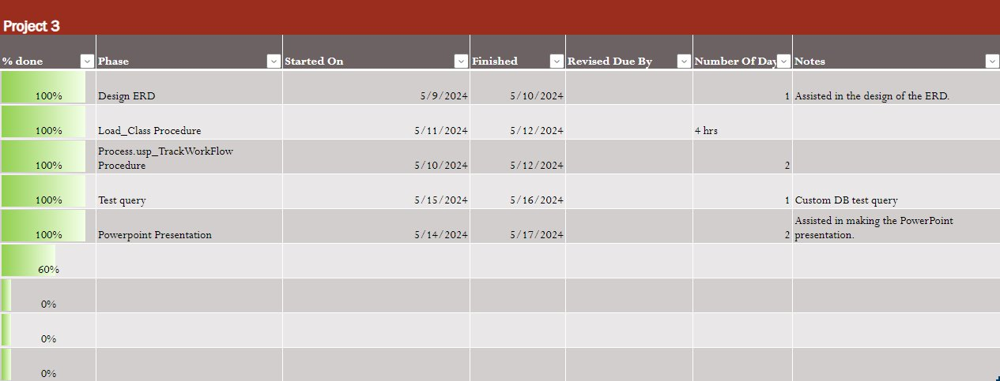 Project 3
% done Phase Started On Finished Revised Due By Number Of Day Notes
100% Design ERD 5/9/2024 5/10/2024 1 Assisted in the design of the ERD.
100% Load_Class Procedure 5/11/2024 5/12/2024 4 hrs
Process.usp_TrackWorkFlow
100% Procedure 5/10/2024 5/12/2024 2
100% Test query 5/15/2024 5/16/2024 1 Custom DB test query
Assisted in making the PowerPoint
100% Powerpoint Presentation 5/14/2024 5/17/2024 2 presentation.
60%
0%
0%
0%